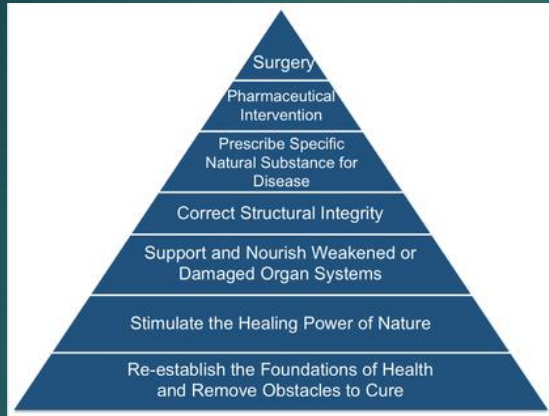 Surgery
Pharmaceutical
Intervention
Prescribe Specific
Natural Substance for
Disease
Correct Structural Integrity
Support and Nourish Weakened or
Damaged Organ Systems
Stimulate the Healing Power of Nature
Re-establish the Foundations of Health
and Remove Obstacles to Cure